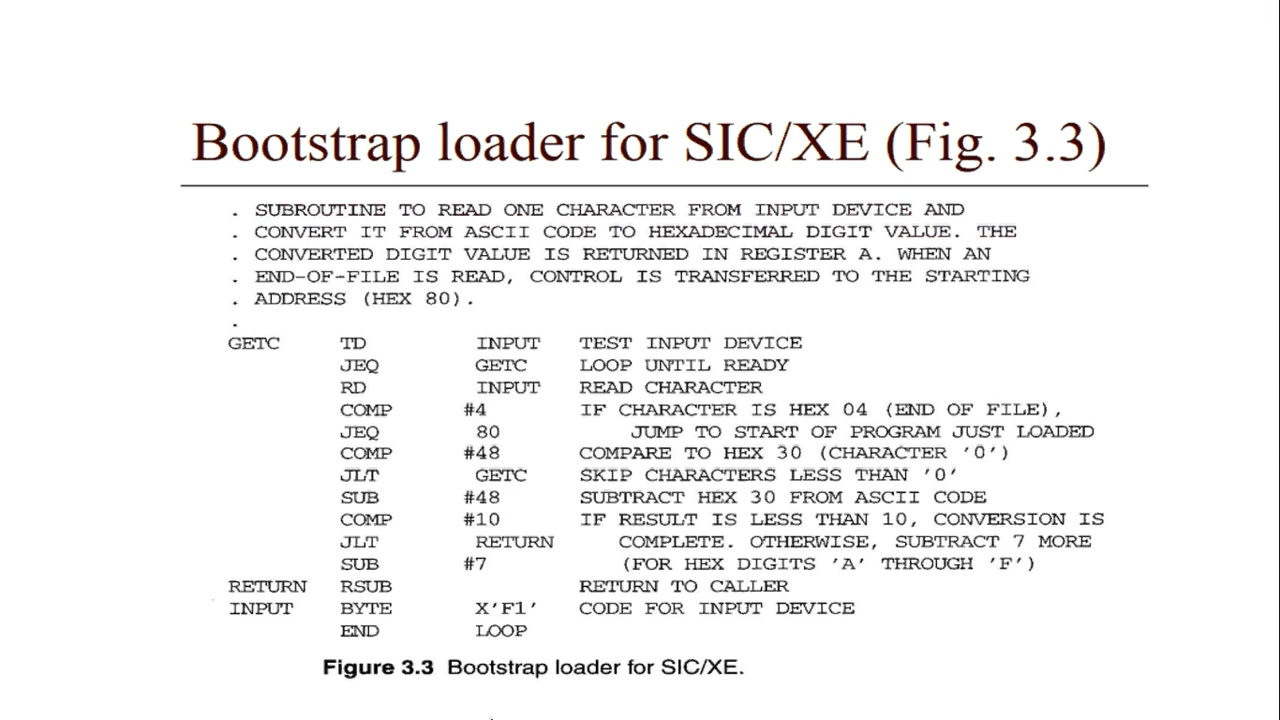 Bootstrap loader for SIC/XE (Fig. 3.3)
. SUBROUTINE TO READ ONE CHARACTER FROM INPUT DEVICE AND
. CONVERT IT FROM ASCII CODE TO HEXADECIMAL DIGIT VALUE. THE
. CONVERTED DIGIT VALUE IS RETURNED IN REGISTER A. WHEN AN
. END-OF-FILE IS READ, CONTROL IS TRANSFERRED TO THE STARTING
. ADDRESS (HEX 80).
.
GETC TD INPUT TEST INPUT DEVICE
JEQ GETC LOOP UNTIL READY
RD INPUT READ CHARACTER
COMP #4 IF CHARACTER IS HEX 04 (END OF FILE),
JEQ 80 JUMP TO START OF PROGRAM JUST LOADED
COMP #48 COMPARE TO HEX 30 (CHARACTER '0')
JLT GETC SKIP CHARACTERS LESS THAN '0'
SUB #48 SUBTRACT HEX 30 FROM ASCII CODE
COMP #10 IF RESULT IS LESS THAN 10, CONVERSION IS
JLT RETURN COMPLETE. OTHERWISE, SUBTRACT 7 MORE
SUB #7 (FOR HEX DIGITS 'A' THROUGH 'F')
RETURN RSUB RETURN TO CALLER
INPUT BYTE X'F1' CODE FOR INPUT DEVICE
END LOOP
Figure 3.3 Bootstrap loader for SIC/XE.